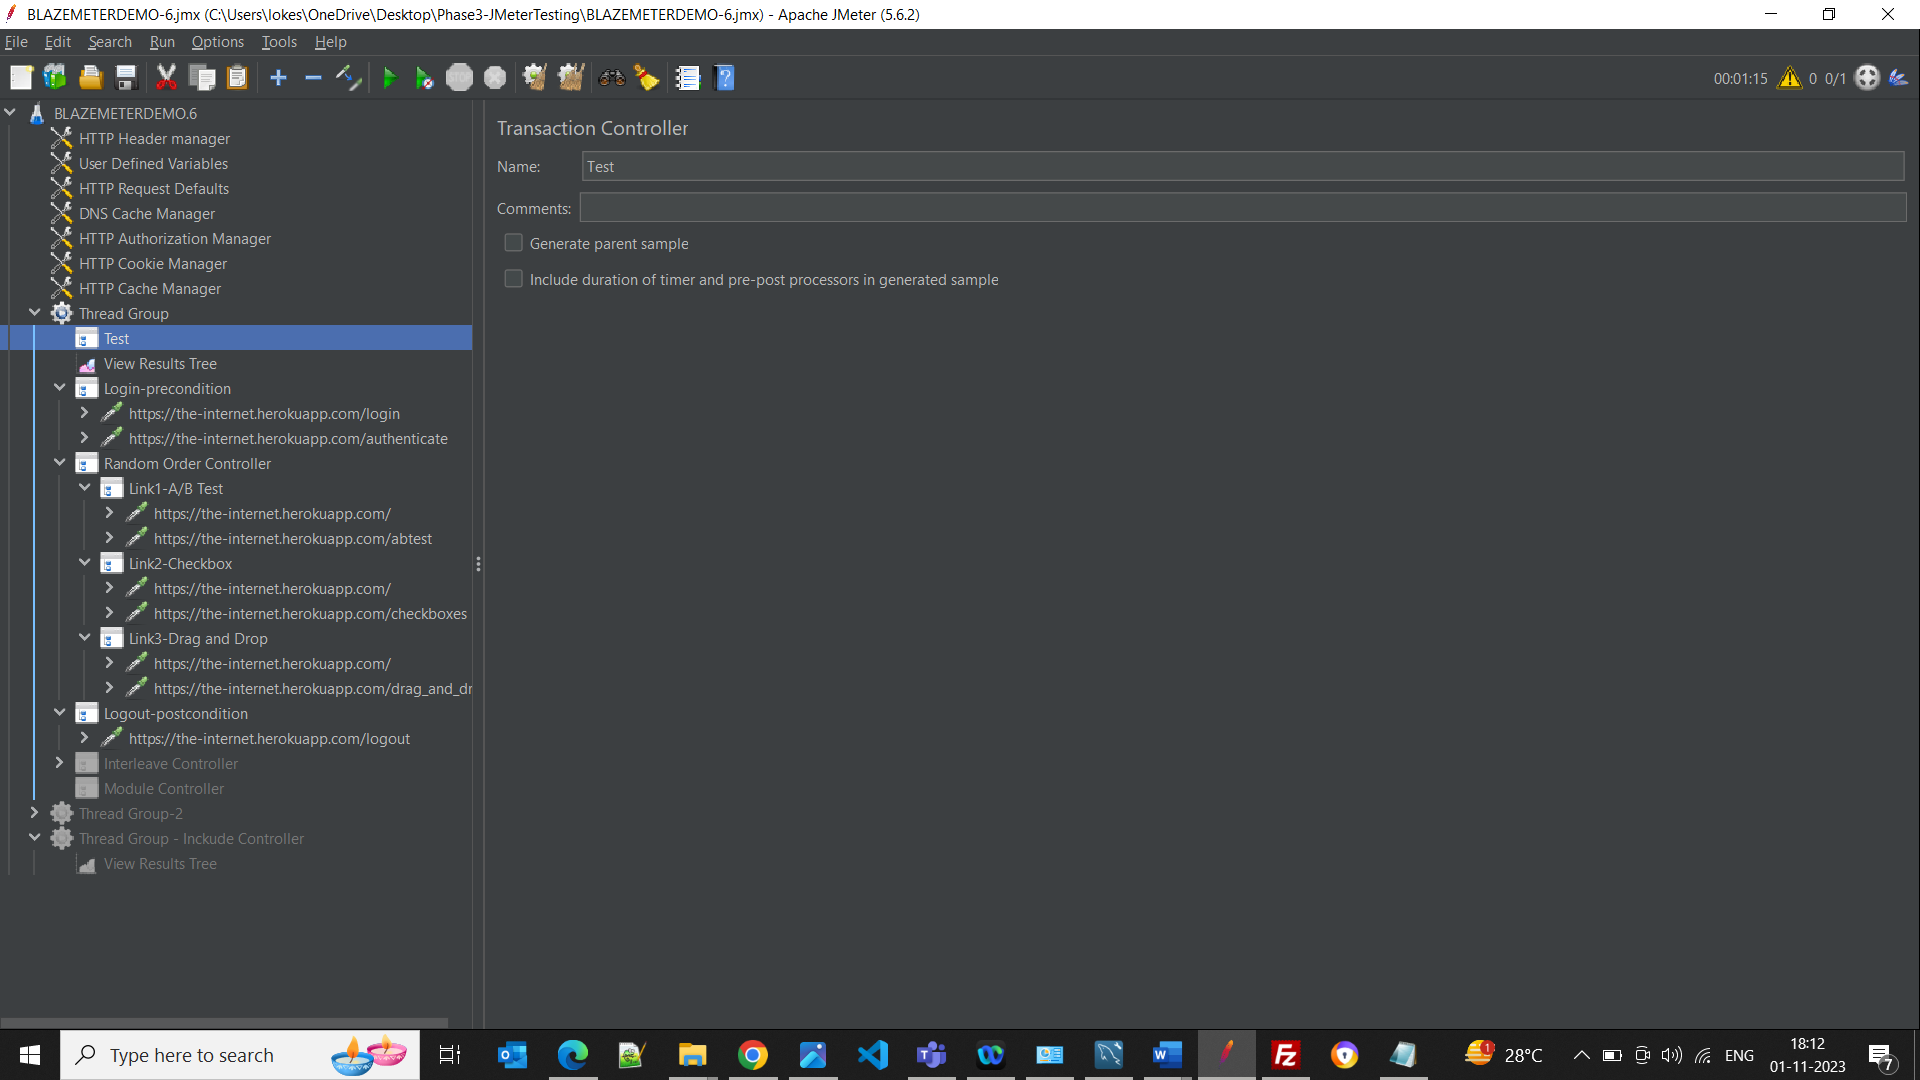 BLAZEMETERDEMO-6.jmx (C:\Users\lokes\OneDrive\Desktop\Phase3-JMeterTesting\BLAZEMETERDEMO-6.jmx) - Apache JMeter (5.6.2)
File Edit Search Run Options Tools Help
STOP
00:01:15 0 0/1
BLAZEMETERDEMO.6
HTTP Header manager
User Defined Variables
HTTP Request Defaults
DNS Cache Manager
HTTP Authorization Manager
HTTP Cookie Manager
HTTP Cache Manager
Thread Group
Test
View Results Tree
Login-precondition
https://the-internet.herokuapp.com/login
https://the-internet.herokuapp.com/authenticate
Random Order Controller
Link1-A/B Test
https://the-internet.herokuapp.com/
https://the-internet.herokuapp.com/abtest
Link2-Checkbox
https://the-internet.herokuapp.com/
https://the-internet.herokuapp.com/checkboxes
Link3-Drag and Drop
https://the-internet.herokuapp.com/
https://the-internet.herokuapp.com/drag_and_dr
Logout-postcondition
https://the-internet.herokuapp.com/logout
Interleave Controller
Module Controller
Thread Group-2
Thread Group - Inckude Controller
View Results Tree
Transaction Controller
Name: Test
Comments:
Generate parent sample
Include duration of timer and pre-post processors in generated sample
Type here to search
1 28°C
ENG
18:12
01-11-2023
7